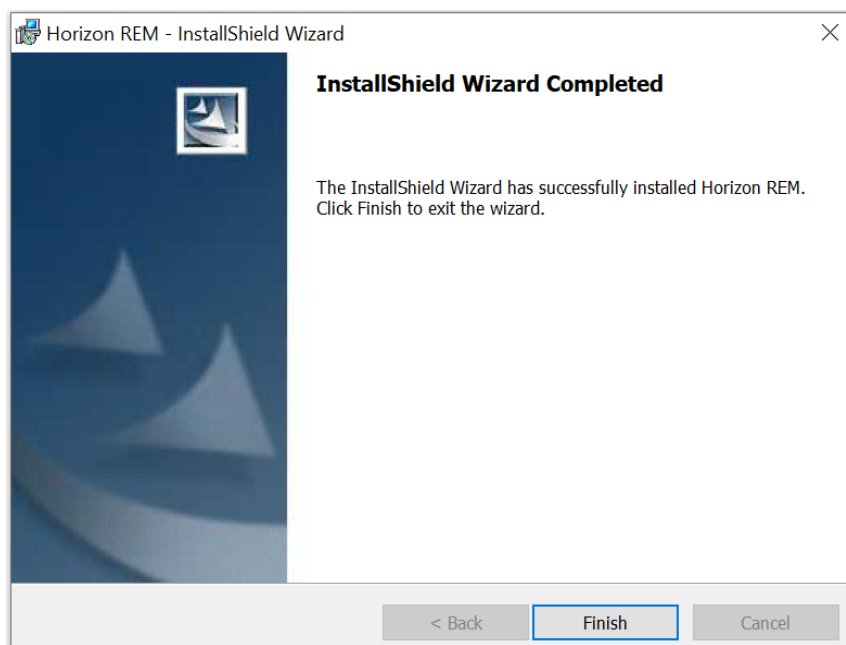 Horizon REM - InstallShield Wizard
InstallShield Wizard Completed
The InstallShield Wizard has successfully installed Horizon REM.
Click Finish to exit the wizard.
< Back
Finish
Cancel